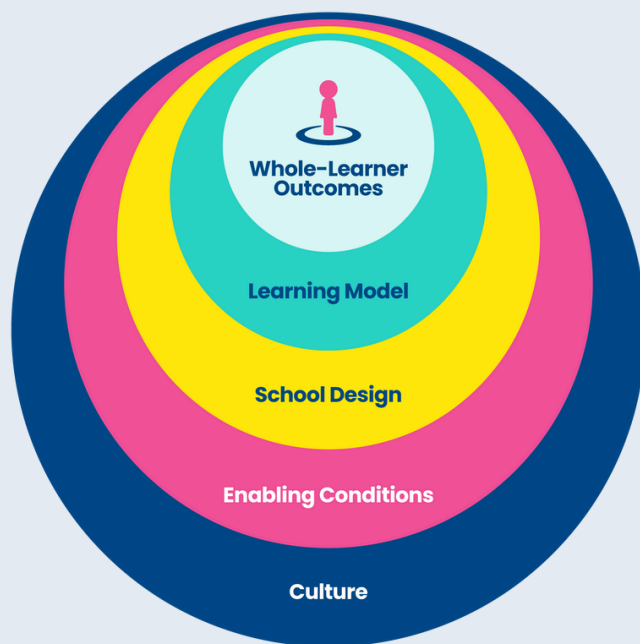 Whole-Learner
Outcomes
Learning Model
School Design
Enabling Conditions
Culture